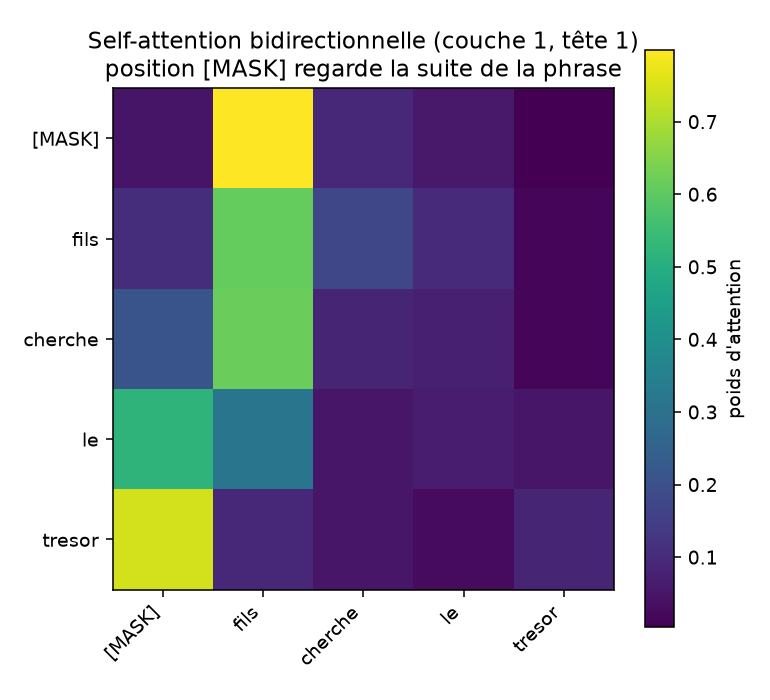 Self-attention bidirectionnelle (couche 1, tête 1)
position [MASK] regarde la suite de la phrase
[MASK]
fils
cherche
le
tresor
[MASK]
fils
cherche
le
tresor
0.7
0.6
0.5
0.4
0.3
0.2
0.1
poids d'attention